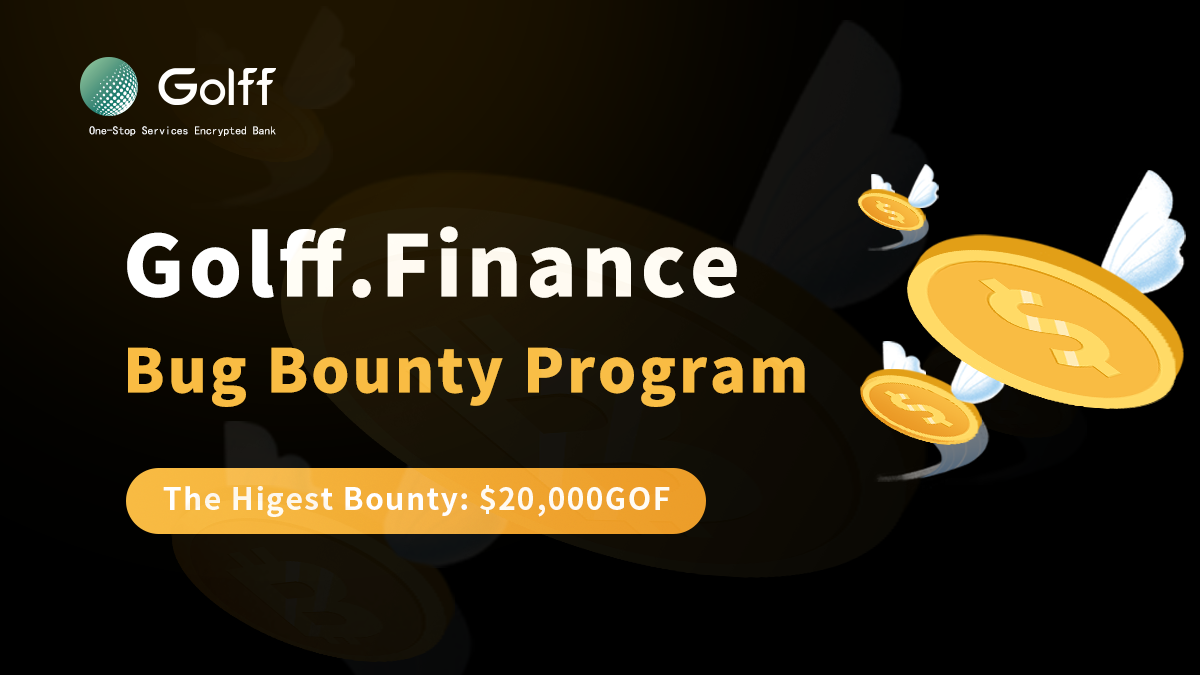 Golff
One-Stop Services Encrypted Bank
Golff.Finance
Bug Bounty Program
The Higest Bounty: $20,000GOF